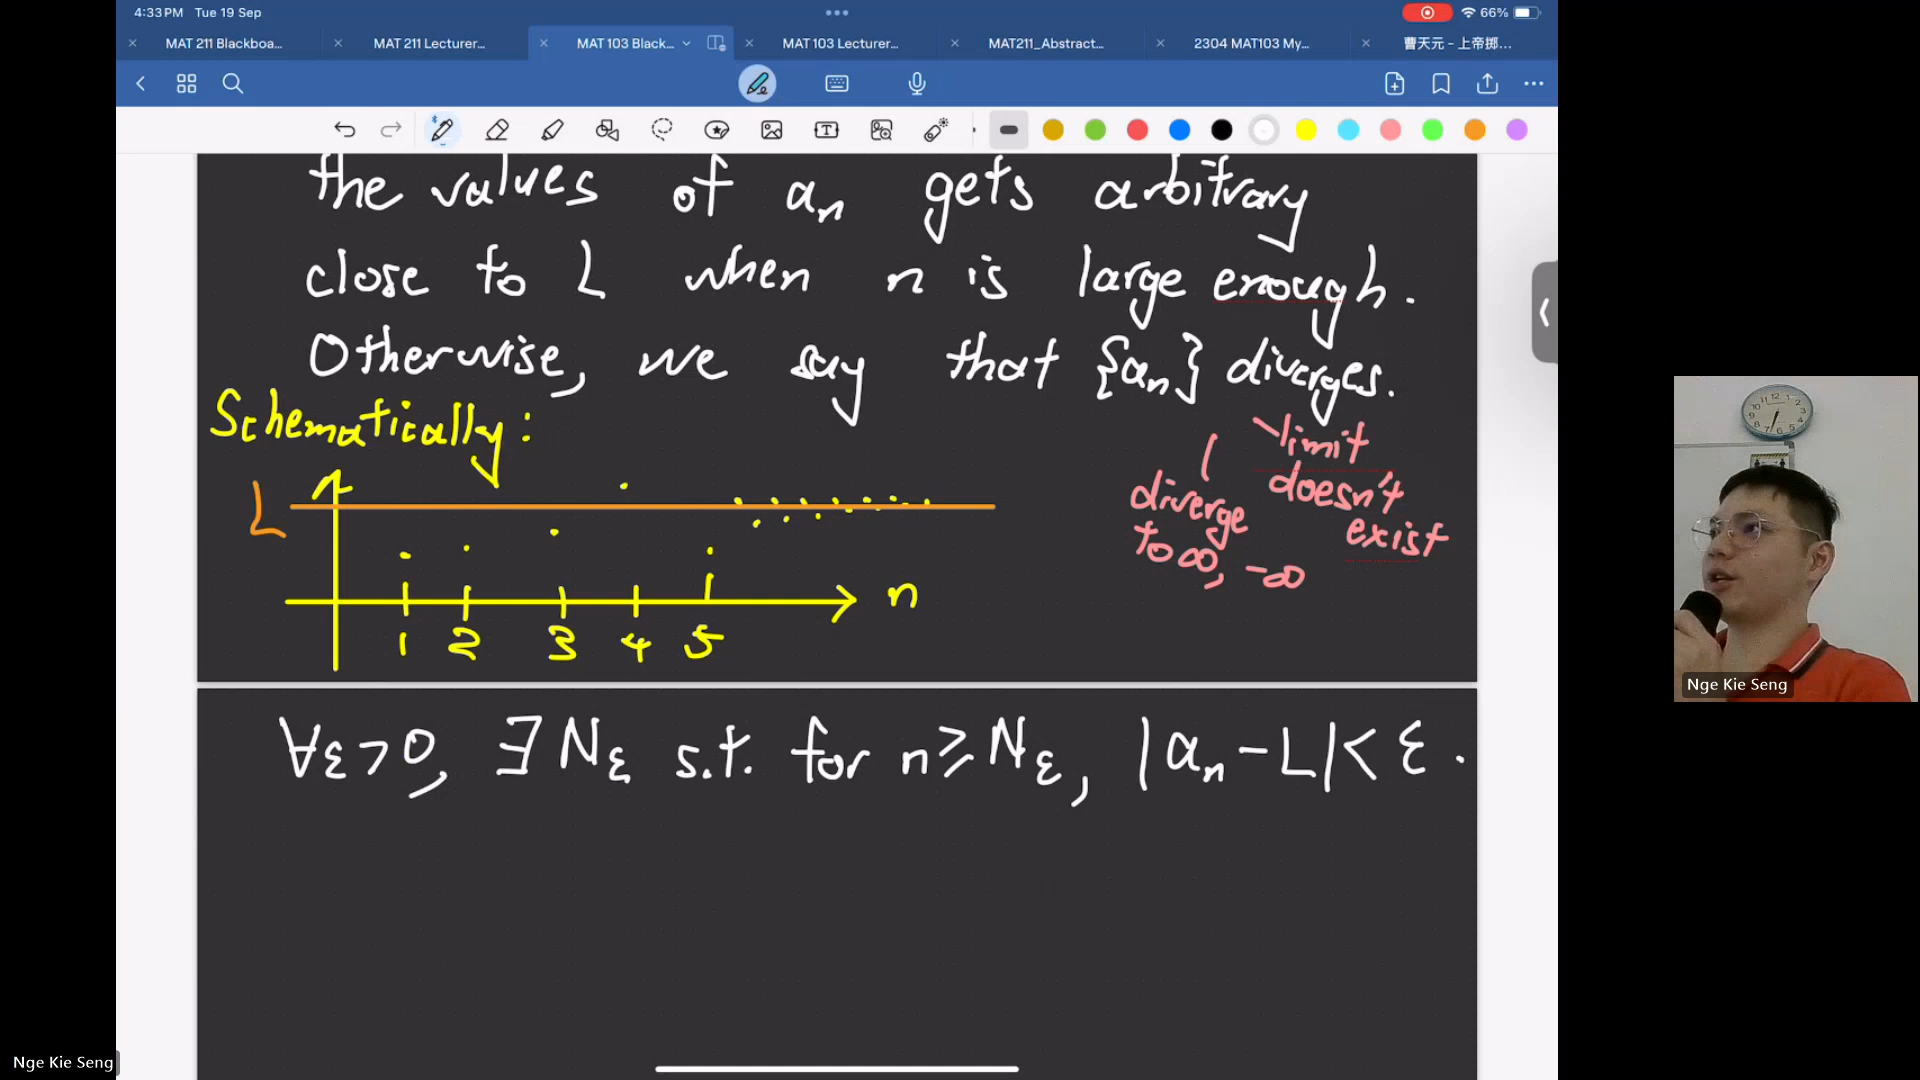 4:33 PM Tue 19 Sep
66%
MAT 211 Blackboa...
MAT 211 Lecturer...
MAT 103 Black...
MAT 103 Lecturer...
MAT211_Abstract...
2304 MAT103 My...
曹天元 - 上帝掷...
the values of aₙ gets arbitrary
close to L when n is large enough.
Otherwise, we say that {aₙ} diverges.
Schematically:
limit
doesn't
exist
diverge
to ∞, -∞
L
n
1 2 3 4 5
∀ε>0, ∃ Nε s.t. for n≥Nε, |aₙ-L|<ε.
Nge Kie Seng
Nge Kie Seng